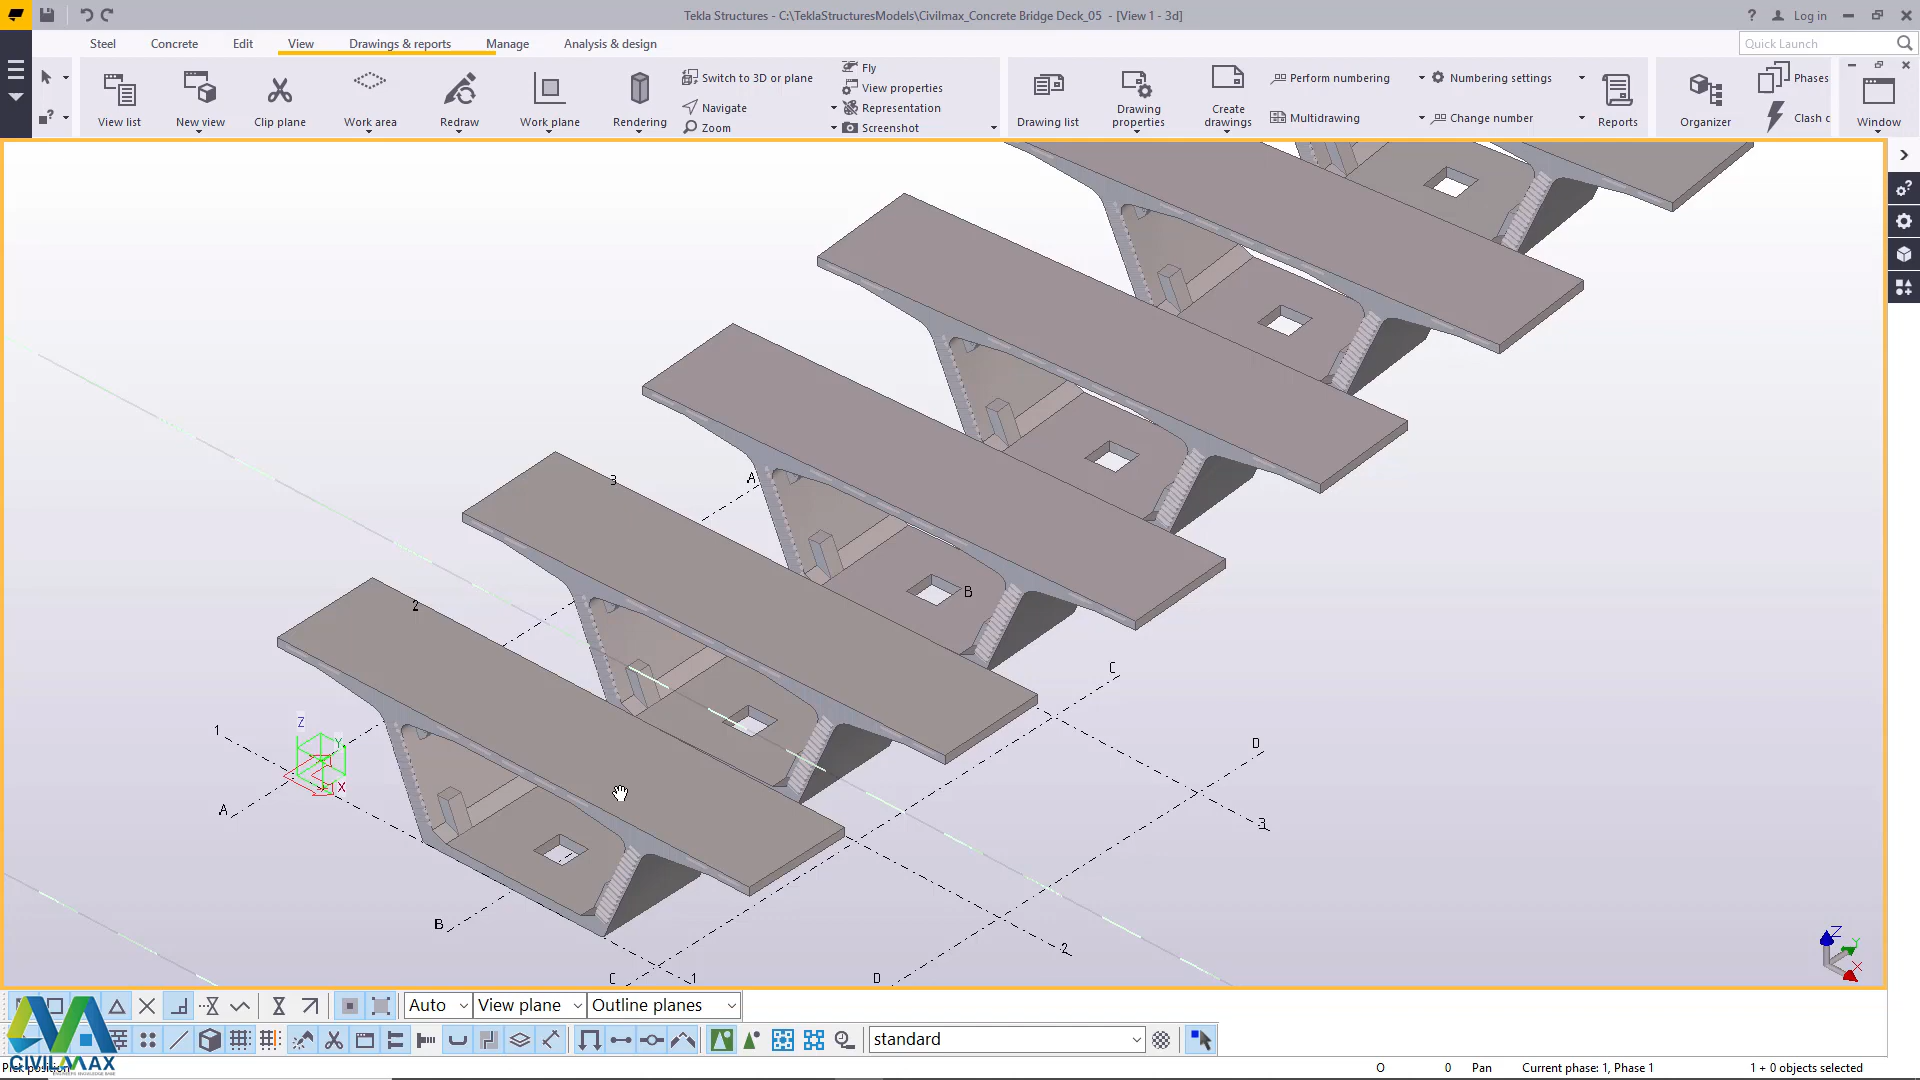 Tekla Structures - C:\TeklaStructuresModels\Civilmax_Concrete Bridge Deck_05 - [View 1 - 3d]
? Log in
Steel Concrete Edit View Drawings & reports Manage Analysis & design
Quick Launch
View list
New view
Clip plane
Work area
Redraw
Work plane
Rendering
Switch to 3D or plane
Navigate
Zoom
Fly
View properties
Representation
Screenshot
Drawing list
Drawing properties
Create drawings
Perform numbering
Multidrawing
Numbering settings
Change number
Reports
Organizer
Phases
Clash c
Window
3
A
2
B
C
1
Z
Y
X
A
D
3
B
2
C
1
D
Z
Y
X
Auto
View plane
Outline planes
standard
CIVILMAX
Pick position
O 0 Pan Current phase: 1, Phase 1 1 + 0 objects selected